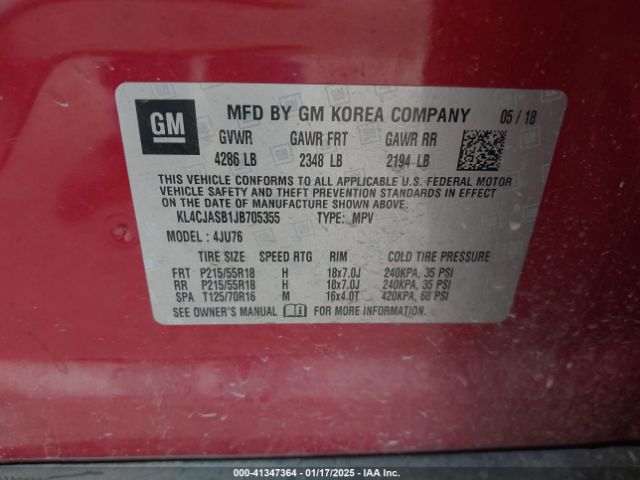 GM
MFD BY GM KOREA COMPANY 05 / 18
GVWR GAWR FRT GAWR RR
4286 LB 2348 LB 2194 LB
THIS VEHICLE CONFORMS TO ALL APPLICABLE U.S. FEDERAL MOTOR
VEHICLE SAFETY AND THEFT PREVENTION STANDARDS IN EFFECT
ON THE DATE OF MANUFACTURE SHOWN ABOVE.
KL4CJASB1JB705355 TYPE: MPV
MODEL : 4JU76
TIRE SIZE SPEED RTG RIM COLD TIRE PRESSURE
FRT P215/55R18 H 18x7.0J 240KPA, 35 PSI
RR P215/55R18 H 18x7.0J 240KPA, 35 PSI
SPA T125/70R16 M 16x4.0T 420KPA, 60 PSI
SEE OWNER'S MANUAL FOR MORE INFORMATION.
000-41347364 - 01/17/2025 - IAA Inc.